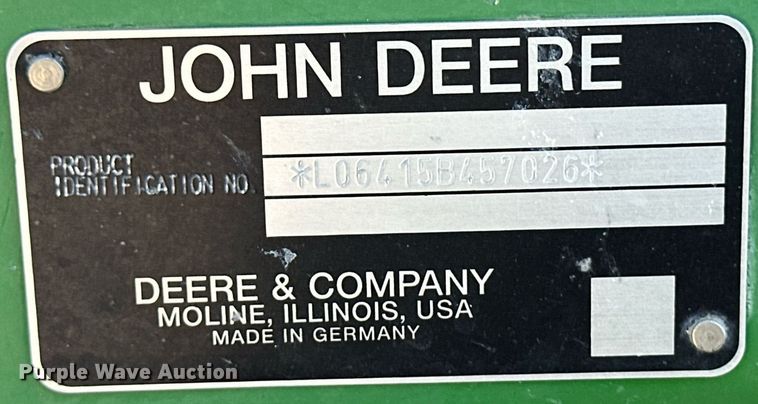 JOHN DEERE
PRODUCT
IDENTIFICATION NO.
*L06415B457026*
DEERE & COMPANY
MOLINE, ILLINOIS, USA
MADE IN GERMANY
Purple Wave Auction